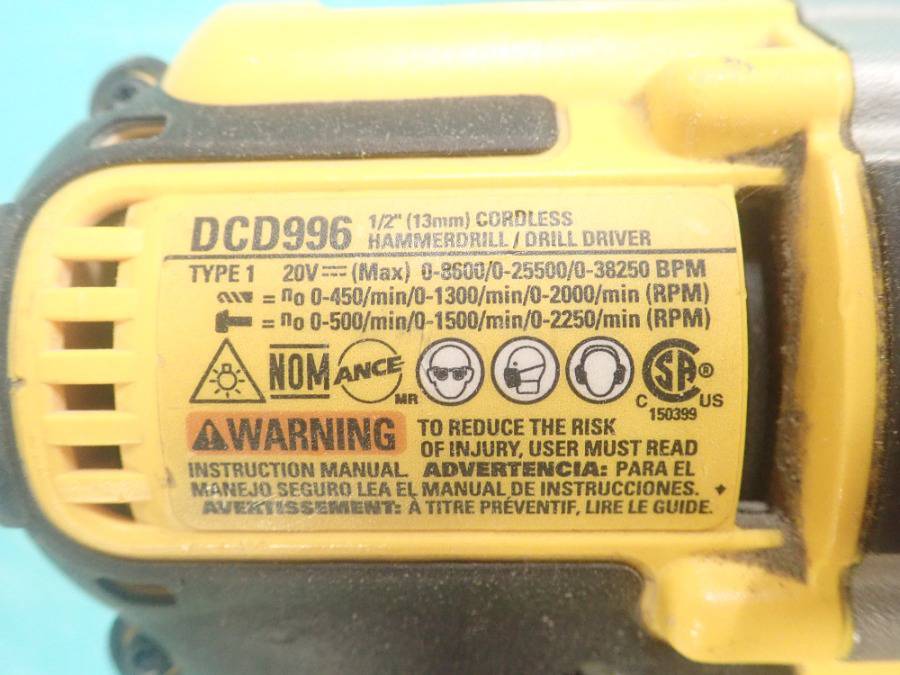 DCD996 1/2" (13mm) CORDLESS
HAMMERDRILL / DRILL DRIVER
TYPE 1 20V⎓(Max) 0-8600/0-25500/0-38250 BPM
= no 0-450/min/0-1300/min/0-2000/min (RPM)
= no 0-500/min/0-1500/min/0-2250/min (RPM)
NOM ANCE MR C SA ® US
150399
⚠WARNING TO REDUCE THE RISK
OF INJURY, USER MUST READ
INSTRUCTION MANUAL. ADVERTENCIA: PARA EL
MANEJO SEGURO LEA EL MANUAL DE INSTRUCCIONES.
AVERTISSEMENT: À TITRE PRÉVENTIF, LIRE LE GUIDE.